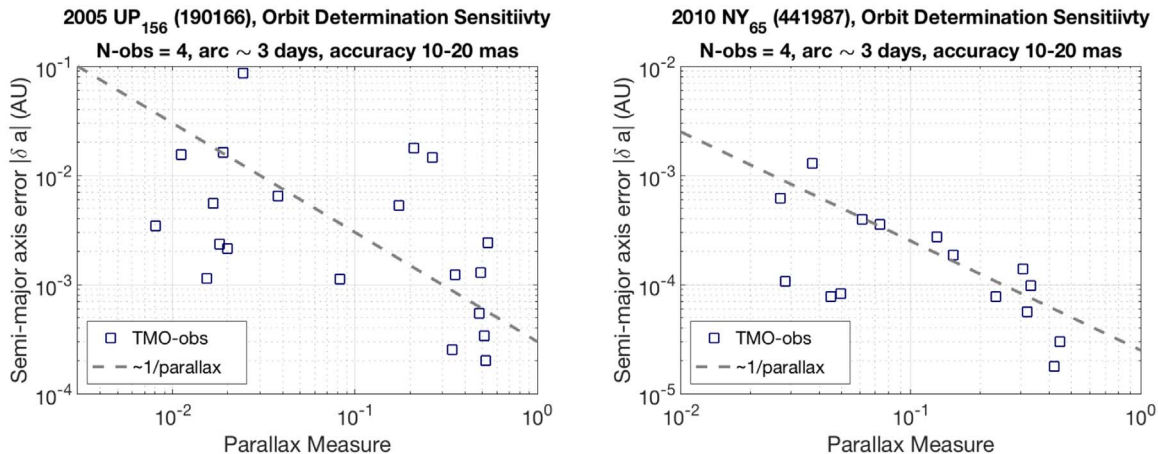 2005 UP156 (190166), Orbit Determination Sensitiivty
N-obs = 4, arc ∼ 3 days, accuracy 10-20 mas
Semi-major axis error |δ a| (AU)
10^-1
10^-2
10^-3
10^-4
TMO-obs
~1/parallax
10^-2
10^-1
10^0
Parallax Measure
2010 NY65 (441987), Orbit Determination Sensitiivty
N-obs = 4, arc ∼ 3 days, accuracy 10-20 mas
Semi-major axis error |δ a| (AU)
10^-2
10^-3
10^-4
10^-5
TMO-obs
~1/parallax
10^-2
10^-1
10^0
Parallax Measure